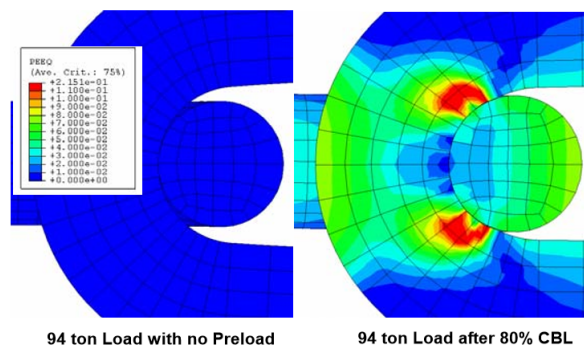 PEEQ
(Ave. Crit.: 75%)
+2.151e-01
+1.100e-01
+1.000e-01
+9.000e-02
+8.000e-02
+7.000e-02
+6.000e-02
+5.000e-02
+4.000e-02
+3.000e-02
+2.000e-02
+1.000e-02
+0.000e+00
94 ton Load with no Preload
94 ton Load after 80% CBL